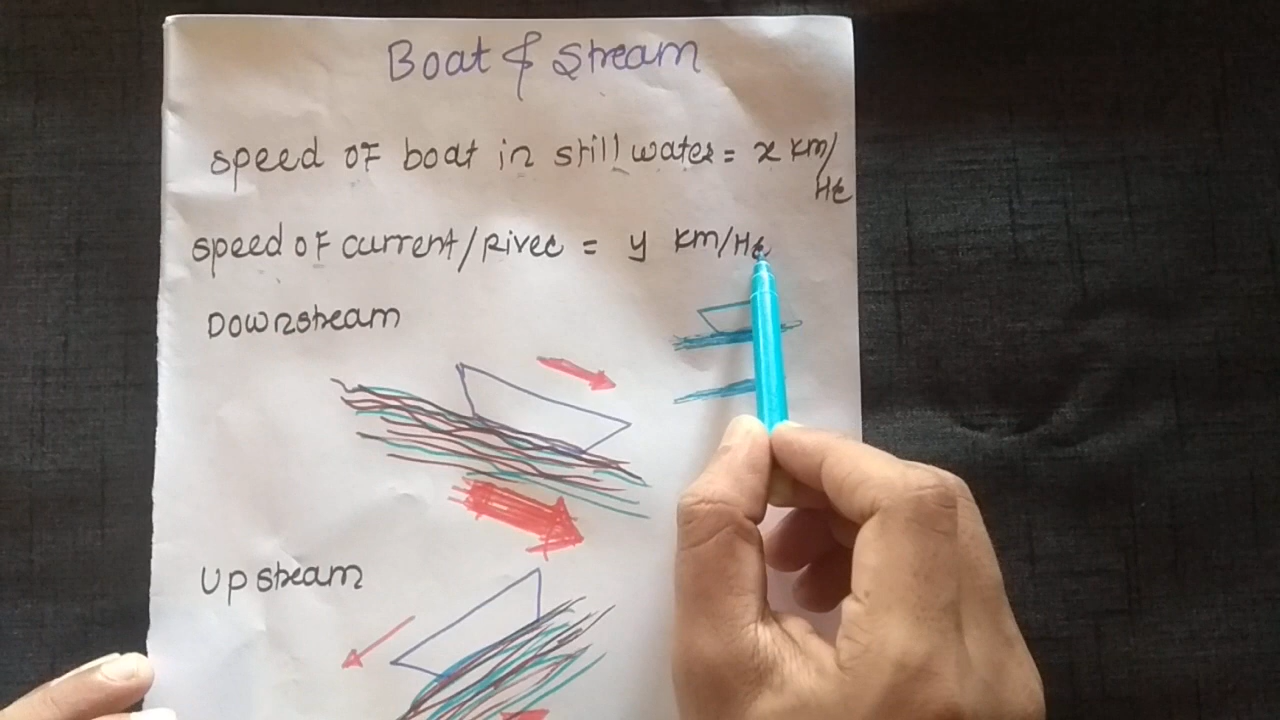 Boat & Stream
speed of boat in still water = x km/
Hr
speed of current/River = y km/Hr
Downstream
Upstream